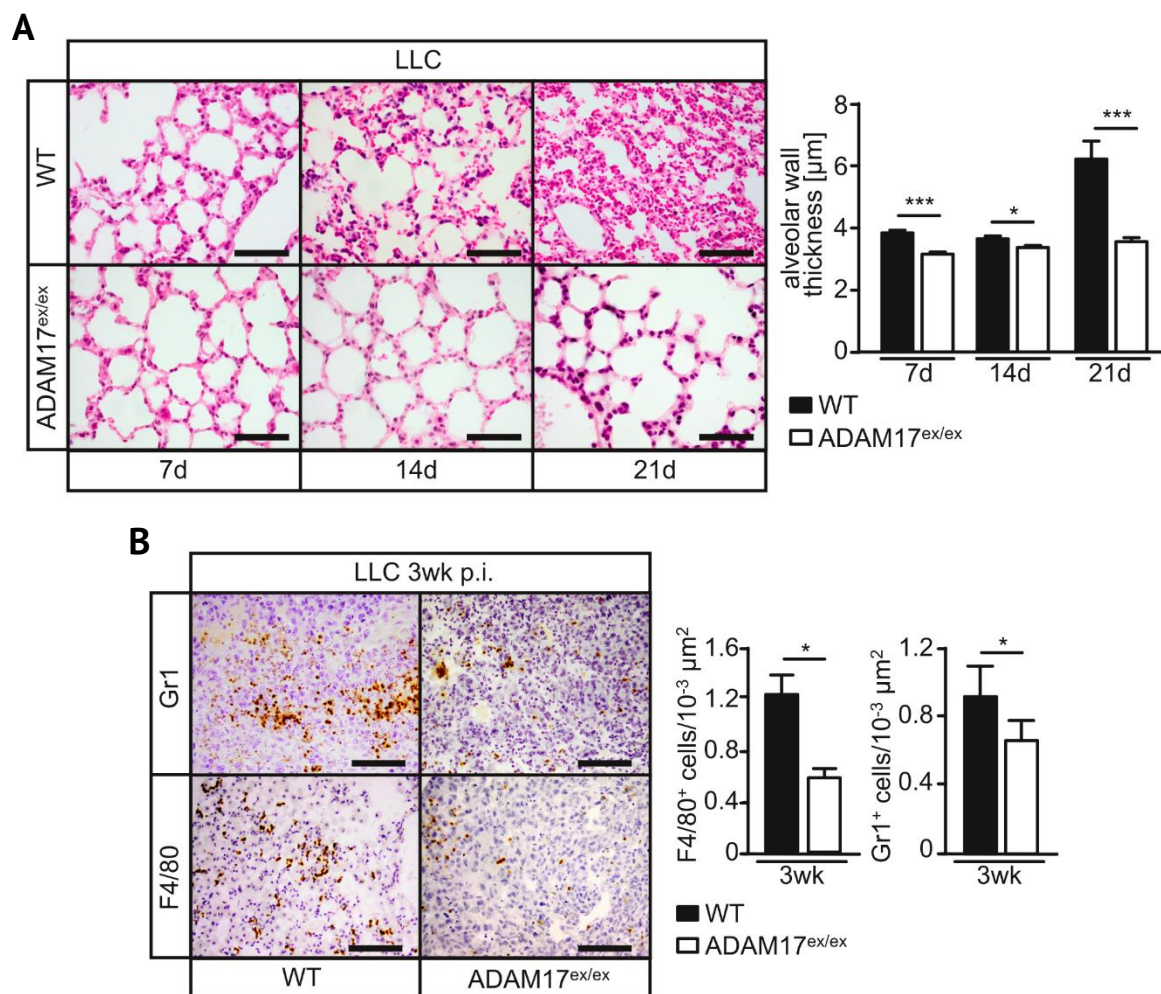 A
LLC
WT
ADAM17ex/ex
7d
14d
21d
alveolar wall
thickness [µm]
8
6
4
2
0
***
*
***
7d
14d
21d
WT
ADAM17ex/ex
B
LLC 3wk p.i.
Gr1
F4/80
WT
ADAM17ex/ex
F4/80+ cells/10-3 µm2
1.6
1.2
0.8
0.4
0
*
3wk
Gr1+ cells/10-3 µm2
1.2
0.8
0.4
0
*
3wk
WT
ADAM17ex/ex